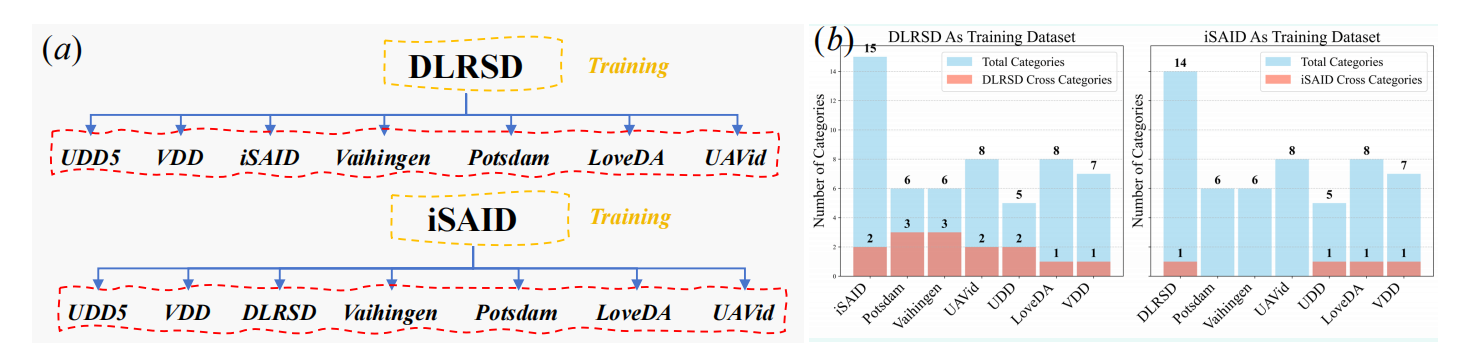 (a)
DLRSD Training
UDD5 VDD iSAID Vaihingen Potsdam LoveDA UAVid
iSAID Training
UDD5 VDD DLRSD Vaihingen Potsdam LoveDA UAVid
(b)
DLRSD As Training Dataset
Number of Categories
14
12
10
8
6
4
2
0
Total Categories
DLRSD Cross Categories
15 6 6 8 5 8 7
2 3 3 2 2 1 1
iSAID Potsdam Vaihingen UAVid UDD LoveDA VDD
iSAID As Training Dataset
Number of Categories
Total Categories
iSAID Cross Categories
14 6 6 8 5 8 7
1 1 1 1
DLRSD Potsdam Vaihingen UAVid UDD LoveDA VDD